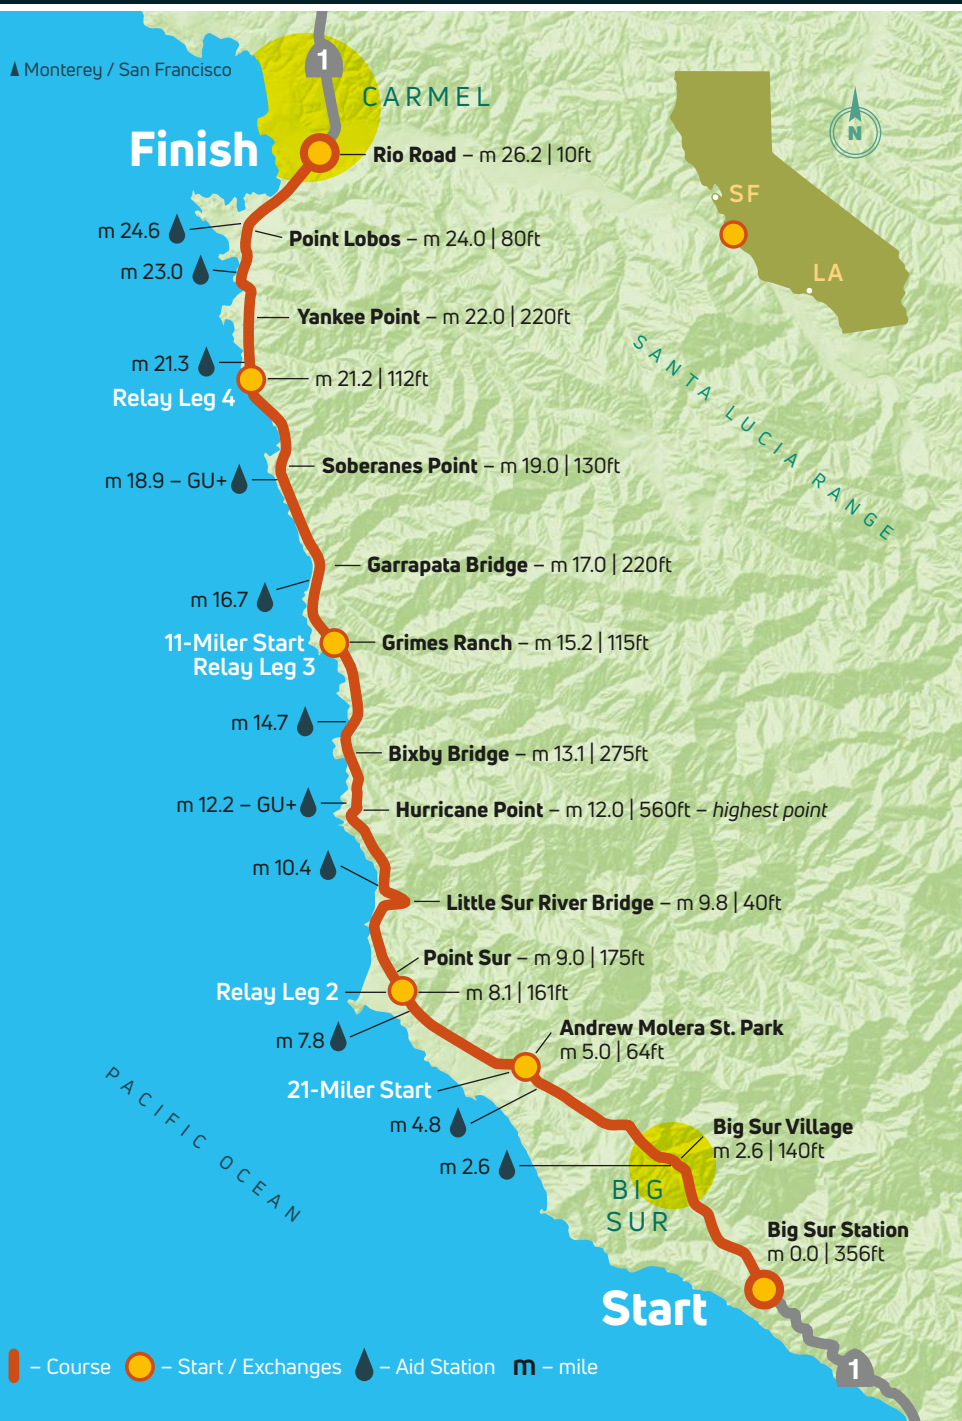 1
Monterey / San Francisco
CARMEL
N
Finish
Rio Road – m 26.2 | 10ft
SF
m 24.6
Point Lobos – m 24.0 | 80ft
m 23.0
LA
Yankee Point – m 22.0 | 220ft
SANTA LUCIA RANGE
m 21.3
m 21.2 | 112ft
Relay Leg 4
Soberanes Point – m 19.0 | 130ft
m 18.9 – GU+
Garrapata Bridge – m 17.0 | 220ft
m 16.7
11-Miler Start
Relay Leg 3
Grimes Ranch – m 15.2 | 115ft
m 14.7
Bixby Bridge – m 13.1 | 275ft
m 12.2 – GU+
Hurricane Point – m 12.0 | 560ft – highest point
m 10.4
Little Sur River Bridge – m 9.8 | 40ft
Point Sur – m 9.0 | 175ft
Relay Leg 2
m 8.1 | 161ft
m 7.8
Andrew Molera St. Park
m 5.0 | 64ft
21-Miler Start
PACIFIC OCEAN
m 4.8
Big Sur Village
m 2.6 | 140ft
m 2.6
BIG
SUR
Big Sur Station
m 0.0 | 356ft
Start
1
– Course
– Start / Exchanges
– Aid Station
m – mile